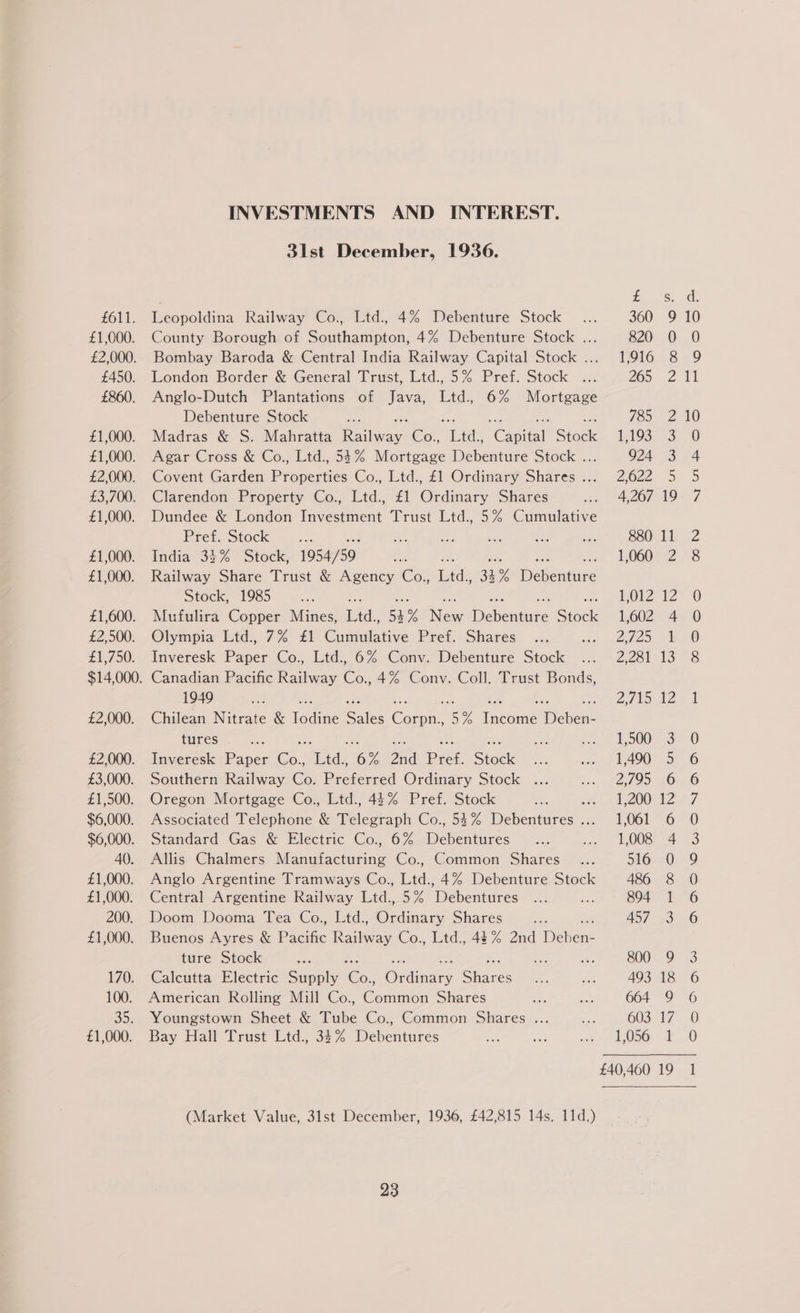 INVESTMENTS AND INTEREST.
31st December, 1936.
£ s. d.
£611. Leopoldina Railway Co., Ltd., 4% Debenture Stock ... 360 9 10
£1,000. County Borough of Southampton, 4% Debenture Stock ... 820 0 0
£2,000. Bombay Baroda & Central India Railway Capital Stock ... 1,916 8 9
£450. London Border & General Trust, Ltd., 5% Pref. Stock ... 265 2 11
£860. Anglo-Dutch Plantations of Java, Ltd., 6% Mortgage
Debenture Stock ... 785 2 10
£1,000. Madras & S. Mahratta Railway Co., Ltd., Capital Stock 1,193 3 0
£1,000. Agar Cross & Co., Ltd., 5½% Mortgage Debenture Stock ... 924 3 4
£2,000. Covent Garden Properties Co., Ltd., £1 Ordinary Shares ... 2,622 5 5
£3,700. Clarendon Property Co., Ltd., £1 Ordinary Shares ... 4,267 19 7
£1,000. Dundee & London Investment Trust Ltd., 5% Cumulative
Pref. Stock ... 880 11 2
£1,000. India 3½% Stock, 1954/59 ... 1,060 2 8
£1,000. Railway Share Trust & Agency Co., Ltd., 3½% Debenture
Stock, 1985 ... 1,012 12 0
£1,600. Mufulira Copper Mines, Ltd., 5½% New Debenture Stock 1,602 4 0
£2,500. Olympia Ltd., 7% £1 Cumulative Pref. Shares ... 2,725 1 0
£1,750. Inveresk Paper Co., Ltd., 6% Conv. Debenture Stock ... 2,281 13 8
$14,000. Canadian Pacific Railway Co., 4% Conv. Coll. Trust Bonds,
1949 ... 2,715 12 1
£2,000. Chilean Nitrate & Iodine Sales Corpn., 5% Income Deben-
tures ... 1,500 3 0
£2,000. Inveresk Paper Co., Ltd., 6% 2nd Pref. Stock ... 1,490 5 6
£3,000. Southern Railway Co. Preferred Ordinary Stock ... 2,795 6 6
£1,500. Oregon Mortgage Co., Ltd., 4½% Pref. Stock ... 1,200 12 7
$6,000. Associated Telephone & Telegraph Co., 5½% Debentures ... 1,061 6 0
$6,000. Standard Gas & Electric Co., 6% Debentures ... 1,008 4 3
40. Allis Chalmers Manufacturing Co., Common Shares ... 516 0 9
£1,000. Anglo Argentine Tramways Co., Ltd., 4% Debenture Stock 486 8 0
£1,000. Central Argentine Railway Ltd., 5% Debentures ... 894 1 6
200. Doom Dooma Tea Co., Ltd., Ordinary Shares ... 457 3 6
£1,000. Buenos Ayres & Pacific Railway Co., Ltd., 4½% 2nd Deben-
ture Stock ... 800 9 3
170. Calcutta Electric Supply Co., Ordinary Shares ... 493 18 6
100. American Rolling Mill Co., Common Shares ... 664 9 6
35. Youngstown Sheet & Tube Co., Common Shares ... 603 17 0
£1,000. Bay Hall Trust Ltd., 3½% Debentures ... 1,056 1 0
£40,460 19 1
(Market Value, 31st December, 1936, £42,815 14s. 11d.)
23